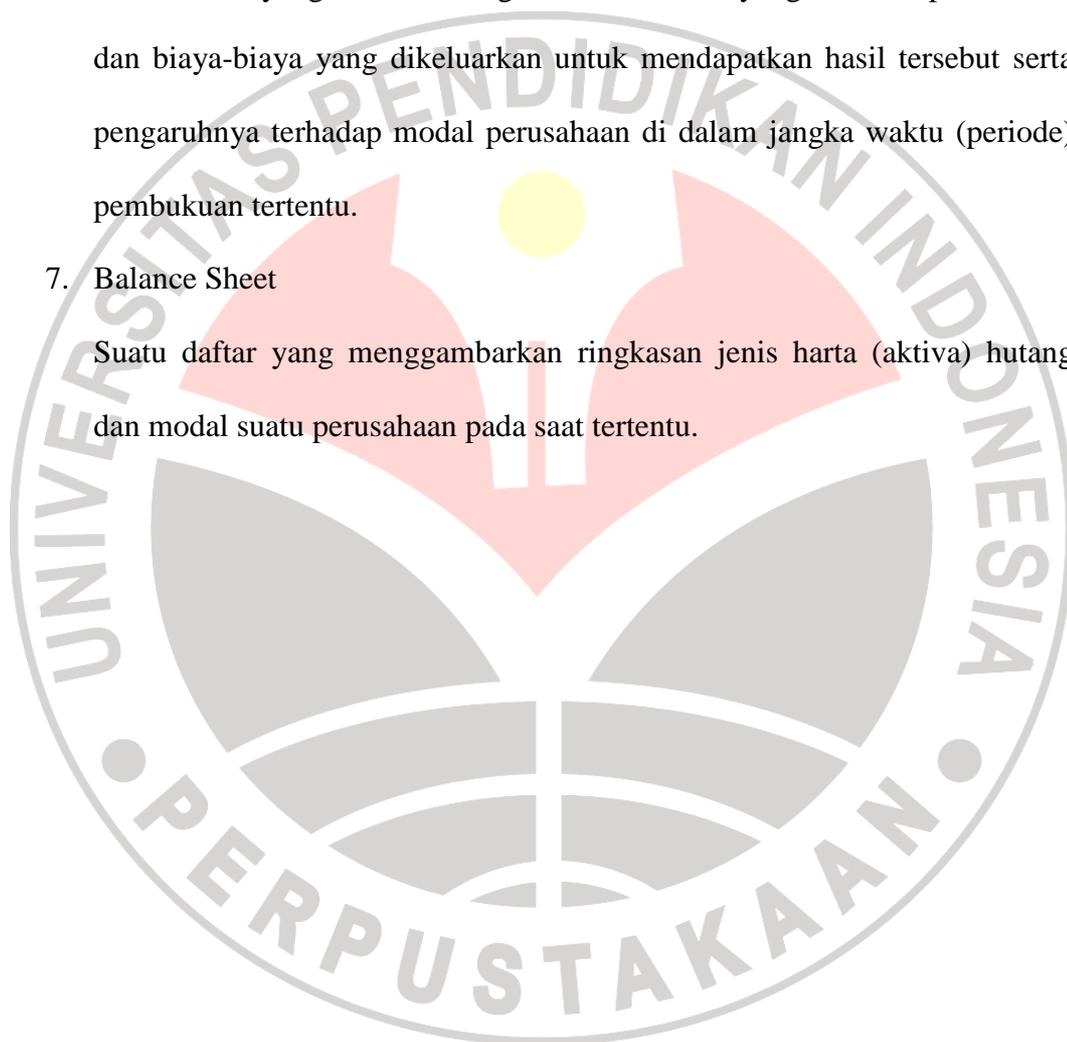 dan biaya-biaya yang dikeluarkan untuk mendapatkan hasil tersebut serta
pengaruhnya terhadap modal perusahaan di dalam jangka waktu (periode)
pembukuan tertentu.
7. Balance Sheet
Suatu daftar yang menggambarkan ringkasan jenis harta (aktiva) hutang
dan modal suatu perusahaan pada saat tertentu.
UNIVERSITAS PENDIDIKAN INDONESIA
PERPUSTAKAAN